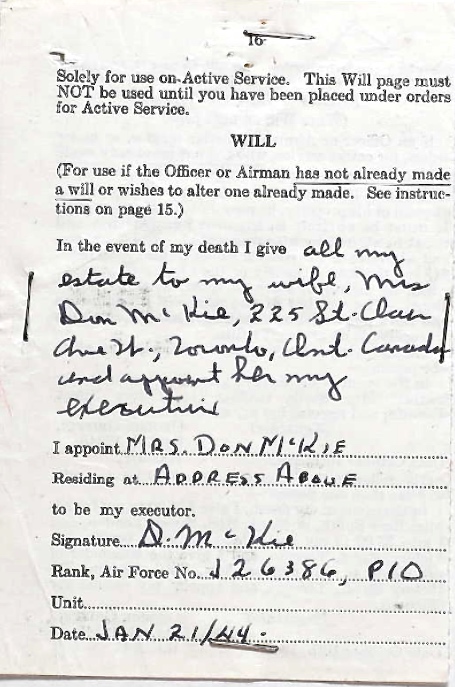 16
Solely for use on Active Service. This Will page must
NOT be used until you have been placed under orders
for Active Service.
WILL
(For use if the Officer or Airman has not already made
a will or wishes to alter one already made. See instruc-
tions on page 15.)
In the event of my death I give all my
estate to my wife, Mrs
Don McKie, 225 St. Clair
Ave W., Toronto, Ont. Canada
and appoint her my
I appoint MRS. DON McKIE
Residing at ADDRESS ABOVE
to be my executor.
Signature D. McKie
Rank, Air Force No. J26386, P/O
Unit
Date JAN 21/44.